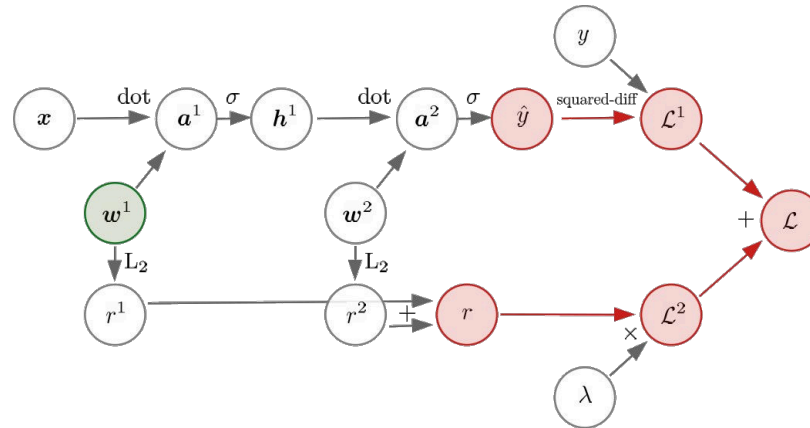 y
dot σ dot σ squared-diff
x a¹ h¹ a² ŷ ℒ¹
w¹ w² + ℒ
L₂ L₂
r¹ r² + r × ℒ²
λ